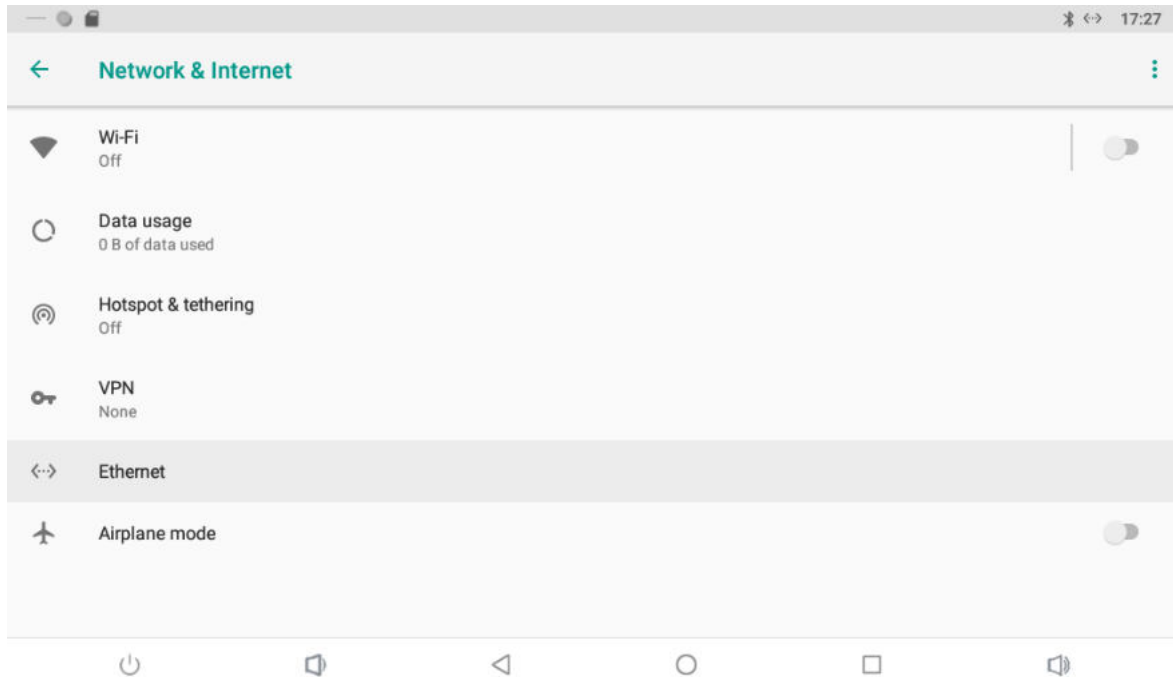 17:27
Network & Internet
Wi-Fi
Off
Data usage
0 B of data used
Hotspot & tethering
Off
VPN
None
Ethernet
Airplane mode